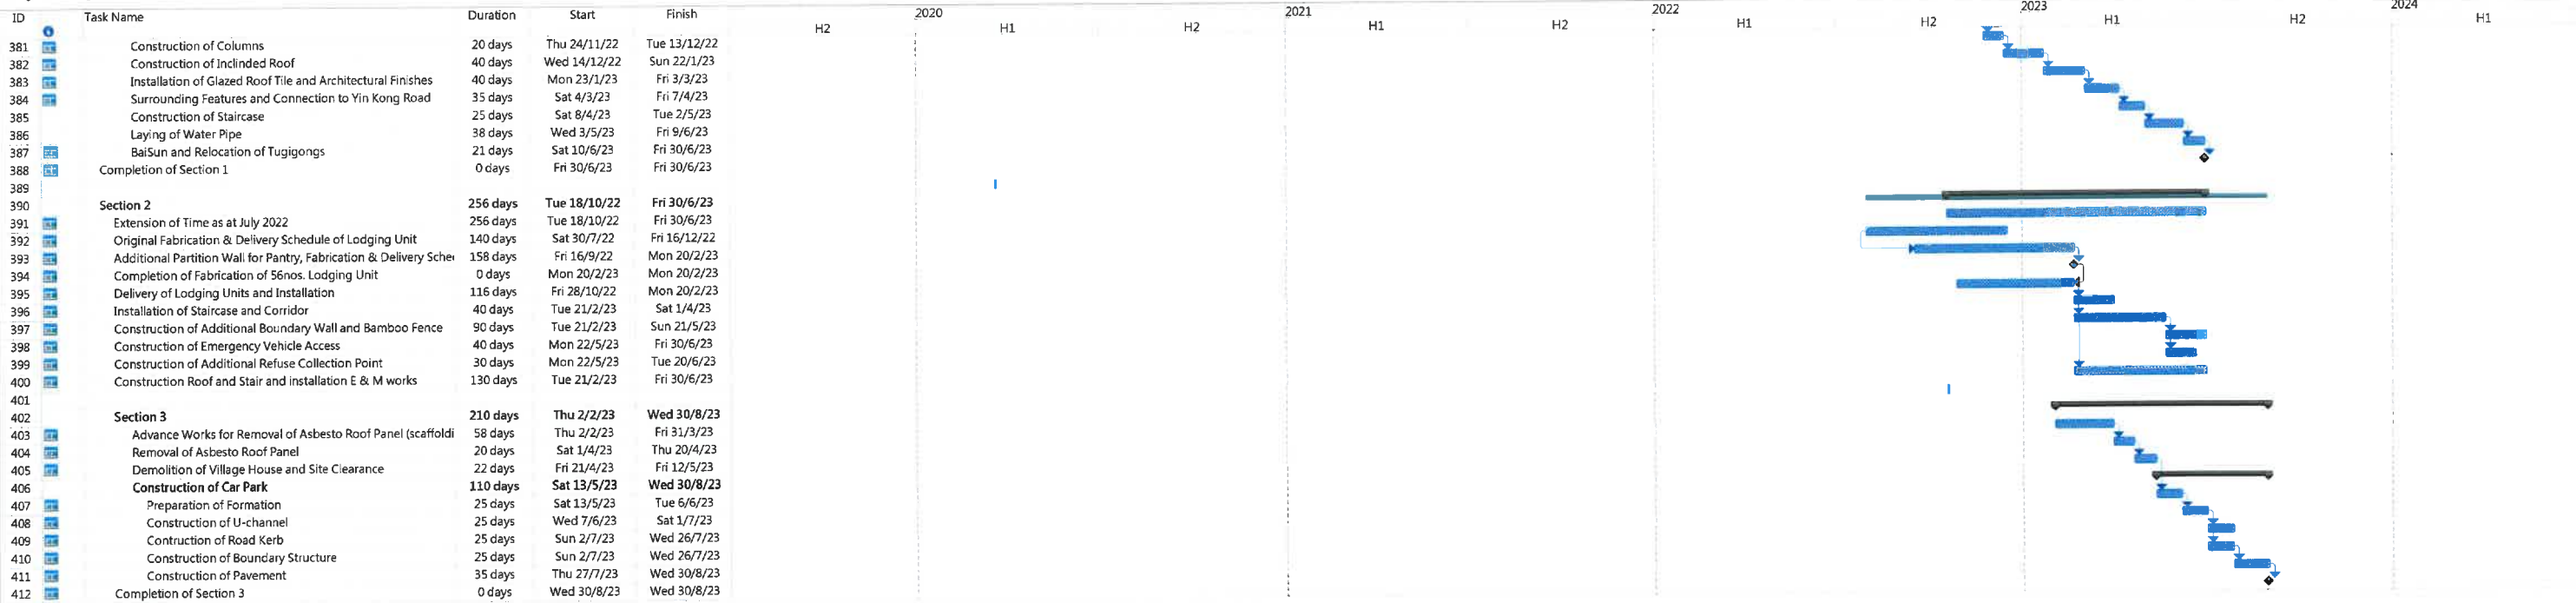 ID Task Name Duration Start Finish 2020 2021 2022 2023 2024
H2 H1 H2 H1 H2 H1 H2 H1 H2 H1
381 Construction of Columns 20 days Thu 24/11/22 Tue 13/12/22
382 Construction of Inclinded Roof 40 days Wed 14/12/22 Sun 22/1/23
383 Installation of Glazed Roof Tile and Architectural Finishes 40 days Mon 23/1/23 Fri 3/3/23
384 Surrounding Features and Connection to Yin Kong Road 35 days Sat 4/3/23 Fri 7/4/23
385 Construction of Staircase 25 days Sat 8/4/23 Tue 2/5/23
386 Laying of Water Pipe 38 days Wed 3/5/23 Fri 9/6/23
387 BaiSun and Relocation of Tugigongs 21 days Sat 10/6/23 Fri 30/6/23
388 Completion of Section 1 0 days Fri 30/6/23 Fri 30/6/23
389
390 Section 2 256 days Tue 18/10/22 Fri 30/6/23
391 Extension of Time as at July 2022 256 days Tue 18/10/22 Fri 30/6/23
392 Original Fabrication & Delivery Schedule of Lodging Unit 140 days Sat 30/7/22 Fri 16/12/22
393 Additional Partition Wall for Pantry, Fabrication & Delivery Sche 158 days Fri 16/9/22 Mon 20/2/23
394 Completion of Fabrication of 56nos. Lodging Unit 0 days Mon 20/2/23 Mon 20/2/23
395 Delivery of Lodging Units and Installation 116 days Fri 28/10/22 Mon 20/2/23
396 Installation of Staircase and Corridor 40 days Tue 21/2/23 Sat 1/4/23
397 Construction of Additional Boundary Wall and Bamboo Fence 90 days Tue 21/2/23 Sun 21/5/23
398 Construction of Emergency Vehicle Access 40 days Mon 22/5/23 Fri 30/6/23
399 Construction of Additional Refuse Collection Point 30 days Mon 22/5/23 Tue 20/6/23
400 Construction Roof and Stair and installation E & M works 130 days Tue 21/2/23 Fri 30/6/23
401
402 Section 3 210 days Thu 2/2/23 Wed 30/8/23
403 Advance Works for Removal of Asbesto Roof Panel (scaffoldi 58 days Thu 2/2/23 Fri 31/3/23
404 Removal of Asbesto Roof Panel 20 days Sat 1/4/23 Thu 20/4/23
405 Demolition of Village House and Site Clearance 22 days Fri 21/4/23 Fri 12/5/23
406 Construction of Car Park 110 days Sat 13/5/23 Wed 30/8/23
407 Preparation of Formation 25 days Sat 13/5/23 Tue 6/6/23
408 Construction of U-channel 25 days Wed 7/6/23 Sat 1/7/23
409 Contruction of Road Kerb 25 days Sun 2/7/23 Wed 26/7/23
410 Construction of Boundary Structure 25 days Sun 2/7/23 Wed 26/7/23
411 Construction of Pavement 35 days Thu 27/7/23 Wed 30/8/23
412 Completion of Section 3 0 days Wed 30/8/23 Wed 30/8/23